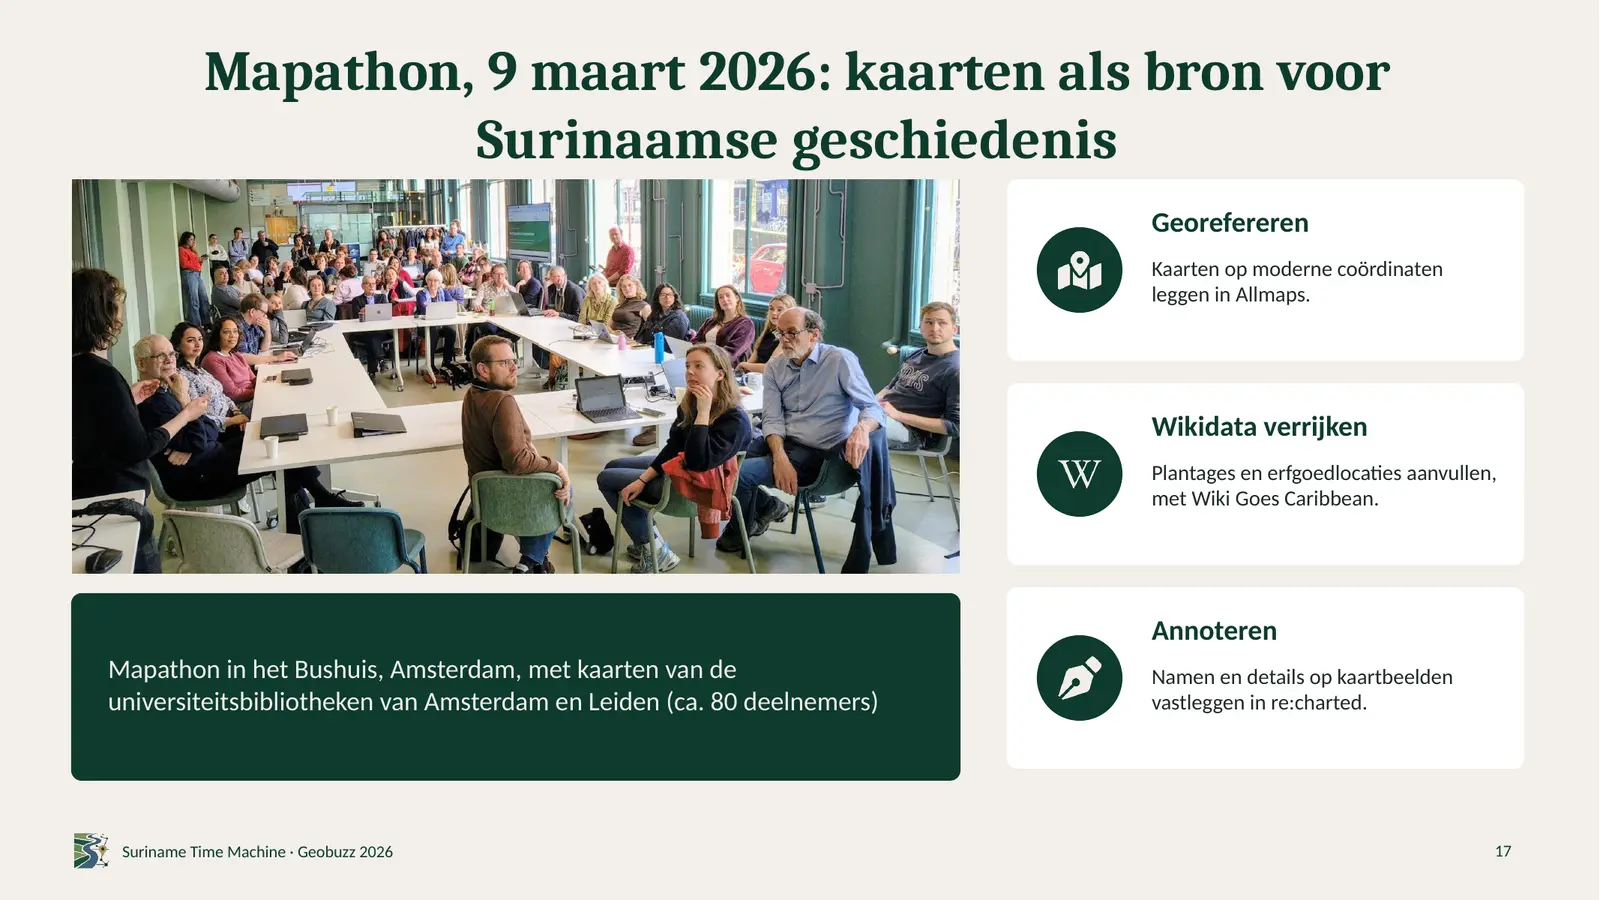 Mapathon, 9 maart 2026: kaarten als bron voor
Surinaamse geschiedenis
Georefereren
Kaarten op moderne coördinaten
leggen in Allmaps.
W
Wikidata verrijken
Plantages en erfgoedlocaties aanvullen,
met Wiki Goes Caribbean.
Mapathon in het Bushuis, Amsterdam, met kaarten van de
universiteitsbibliotheken van Amsterdam en Leiden (ca. 80 deelnemers)
Annoteren
Namen en details op kaartbeelden
vastleggen in re:charted.
Suriname Time Machine · Geobuzz 2026
17